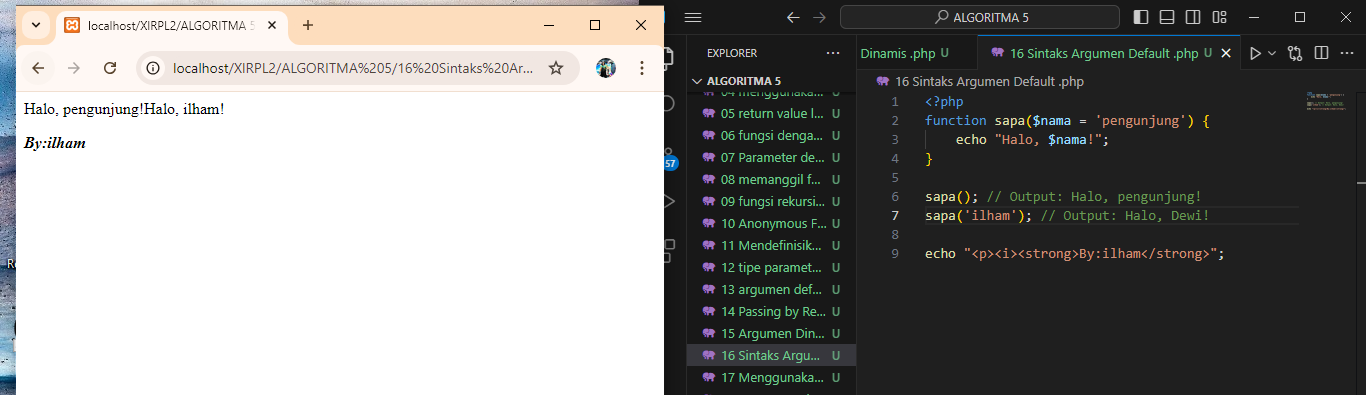 localhost/XIRPL2/ALGORITMA 5
localhost/XIRPL2/ALGORITMA%205/16%20Sintaks%20Ar...
Halo, pengunjung!Halo, ilham!
By:ilham
ALGORITMA 5
57
EXPLORER
ALGORITMA 5
04 menggunaka...
05 return value l... U
06 fungsi denga... U
07 Parameter de... U
08 memanggil f... U
09 fungsi rekursi... U
10 Anonymous F... U
11 Mendefinisik... U
12 tipe paramet... U
13 argumen def... U
14 Passing by Re... U
15 Argumen Din... U
16 Sintaks Argu... U
17 Menggunaka... U
Dinamis .php U
16 Sintaks Argumen Default .php U
16 Sintaks Argumen Default .php
1 <?php
2 function sapa($nama = 'pengunjung') {
3 echo "Halo, $nama!";
4 }
5
6 sapa(); // Output: Halo, pengunjung!
7 sapa('ilham'); // Output: Halo, Dewi!
8
9 echo "<p><i><strong>By:ilham</strong>";